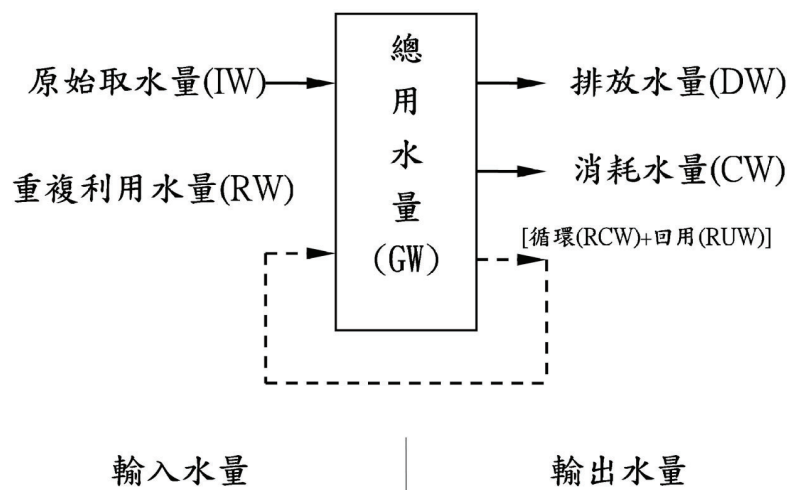 原始取水量(IW)
重複利用水量(RW)
總
用
水
量
(GW)
排放水量(DW)
消耗水量(CW)
[循環(RCW)+回用(RUW)]
輸入水量
輸出水量